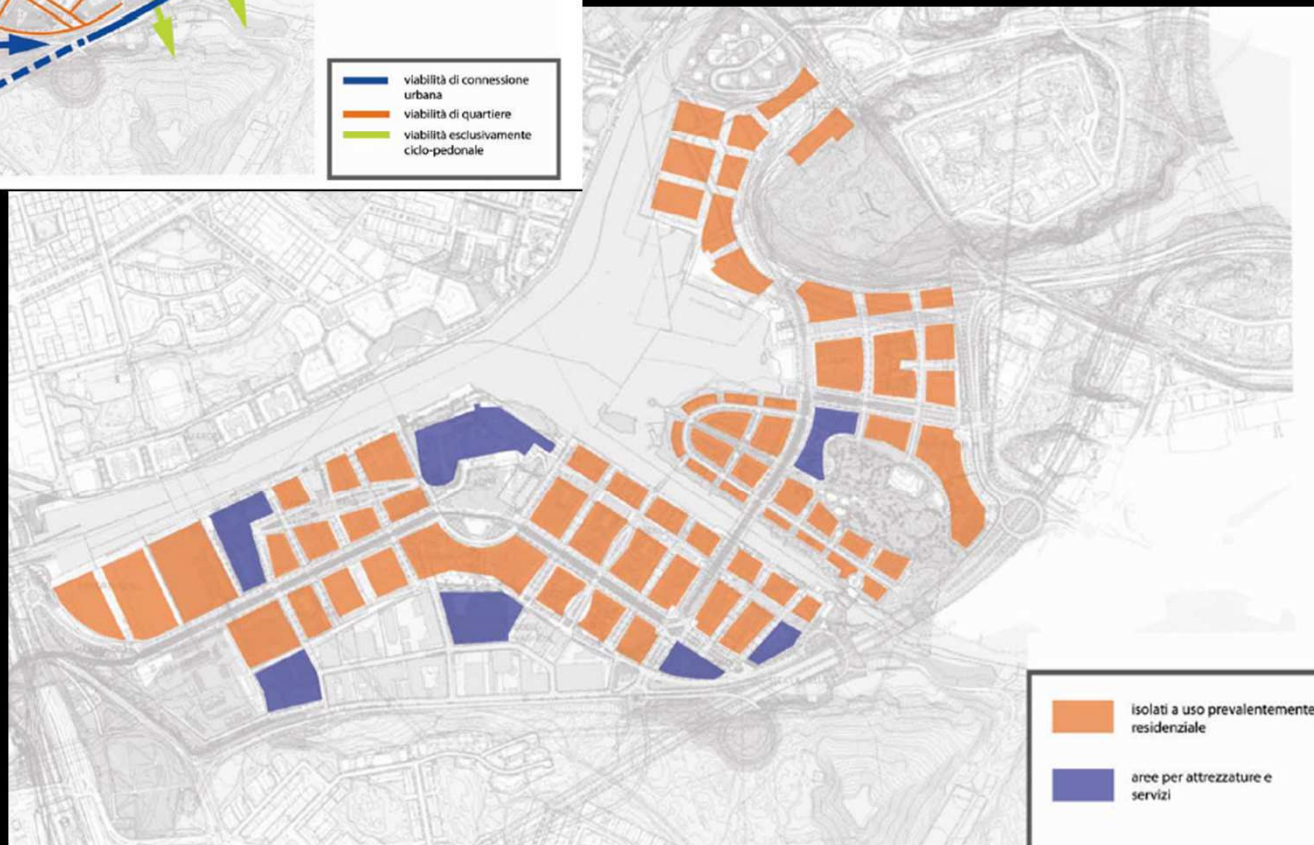 viabilità di connessione
urbana
viabilità di quartiere
viabilità esclusivamente
ciclo-pedonale
isolati a uso prevalentemente
residenziale
aree per attrezzature e
servizi